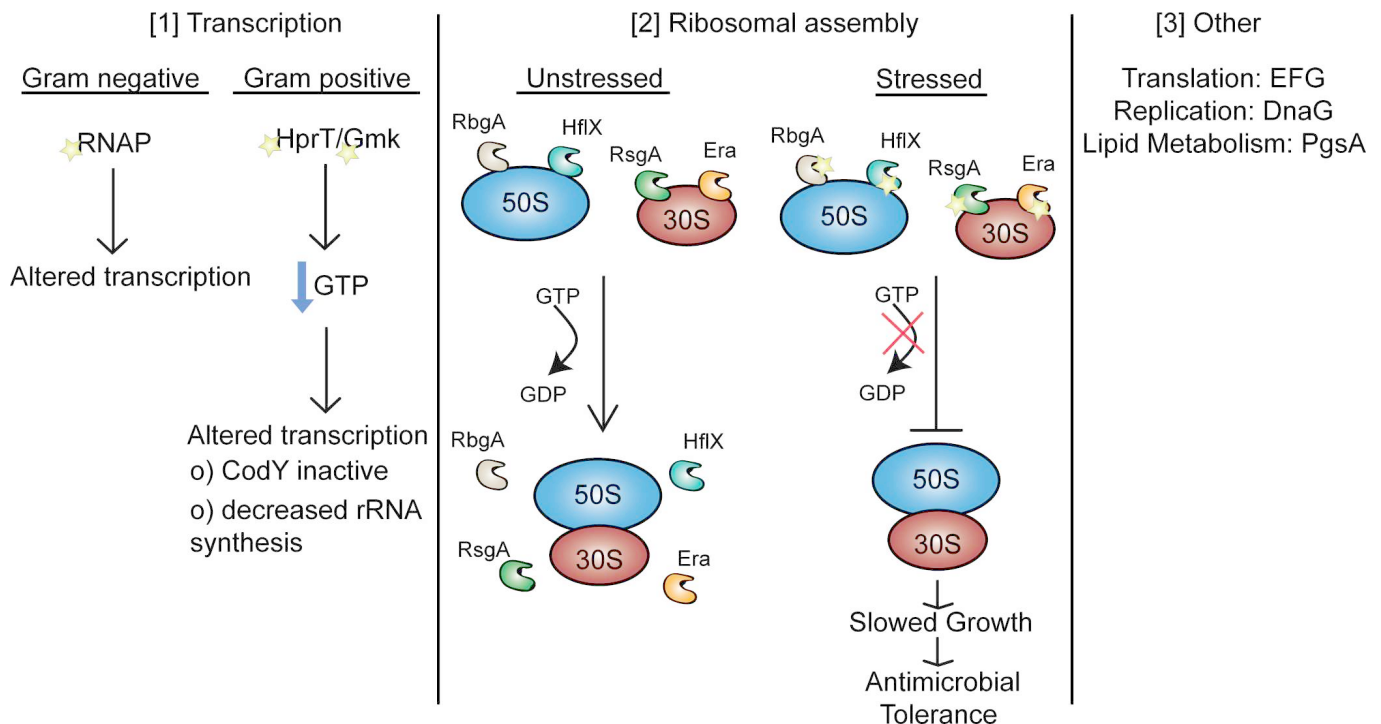 [1] Transcription
Gram negative
Gram positive
RNAP
HprT/Gmk
Altered transcription
GTP
Altered transcription
o) CodY inactive
o) decreased rRNA
synthesis
[2] Ribosomal assembly
Unstressed
RbgA
HflX
RsgA
Era
50S
30S
GTP
GDP
RbgA
HflX
50S
30S
RsgA
Era
Stressed
RbgA
HflX
RsgA
Era
50S
30S
GTP
GDP
50S
30S
Slowed Growth
Antimicrobial
Tolerance
[3] Other
Translation: EFG
Replication: DnaG
Lipid Metabolism: PgsA